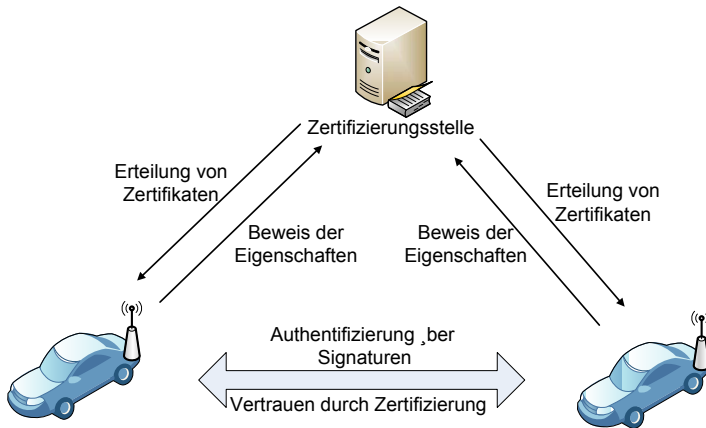 Zertifizierungsstelle
Erteilung von
Zertifikaten
Erteilung von
Zertifikaten
Beweis der
Eigenschaften
Beweis der
Eigenschaften
Authentifizierung ¸ber
Signaturen
Vertrauen durch Zertifizierung